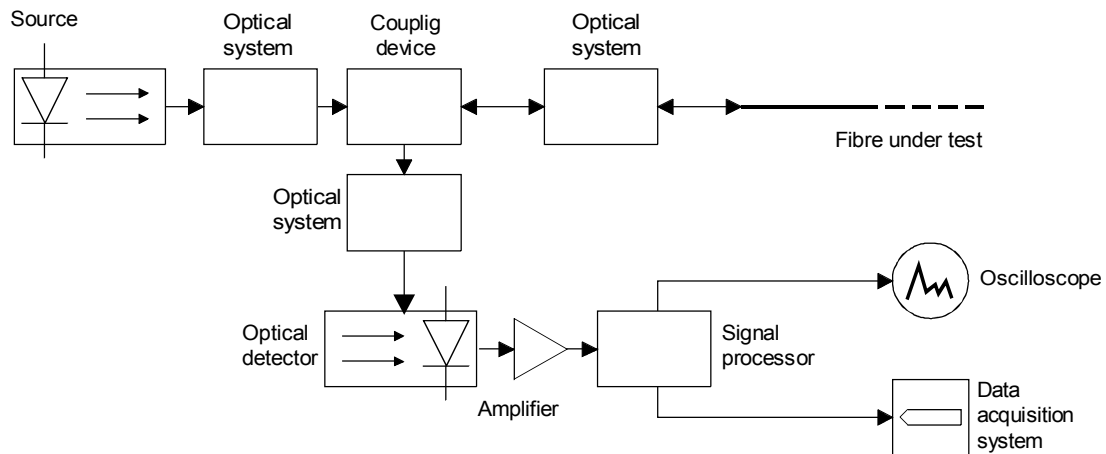 Source
Optical
system
Couplig
device
Optical
system
Fibre under test
Optical
system
Oscilloscope
Optical
detector
Signal
processor
Amplifier
Data
acquisition
system